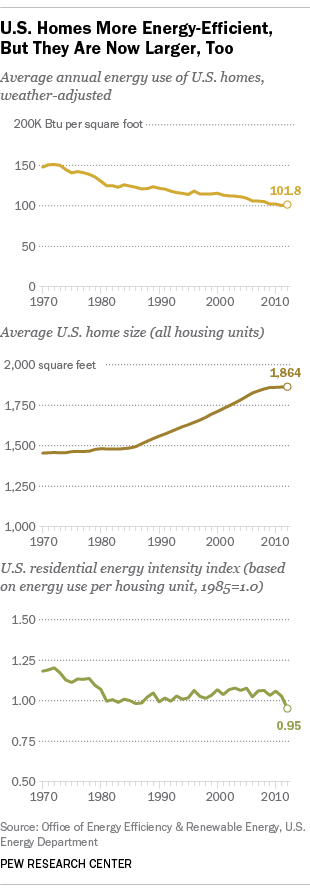 U.S. Homes More Energy-Efficient,
But They Are Now Larger, Too
Average annual energy use of U.S. homes,
weather-adjusted
200K Btu per square foot
150
101.8
100
50
0
1970 1980 1990 2000 2010
Average U.S. home size (all housing units)
2,000 square feet
1,864
1,750
1,500
1,250
1,000
1970 1980 1990 2000 2010
U.S. residential energy intensity index (based
on energy use per housing unit, 1985=1.0)
1.50
1.25
1.00
0.95
0.75
0.50
1970 1980 1990 2000 2010
Source: Office of Energy Efficiency & Renewable Energy, U.S.
Energy Department
PEW RESEARCH CENTER